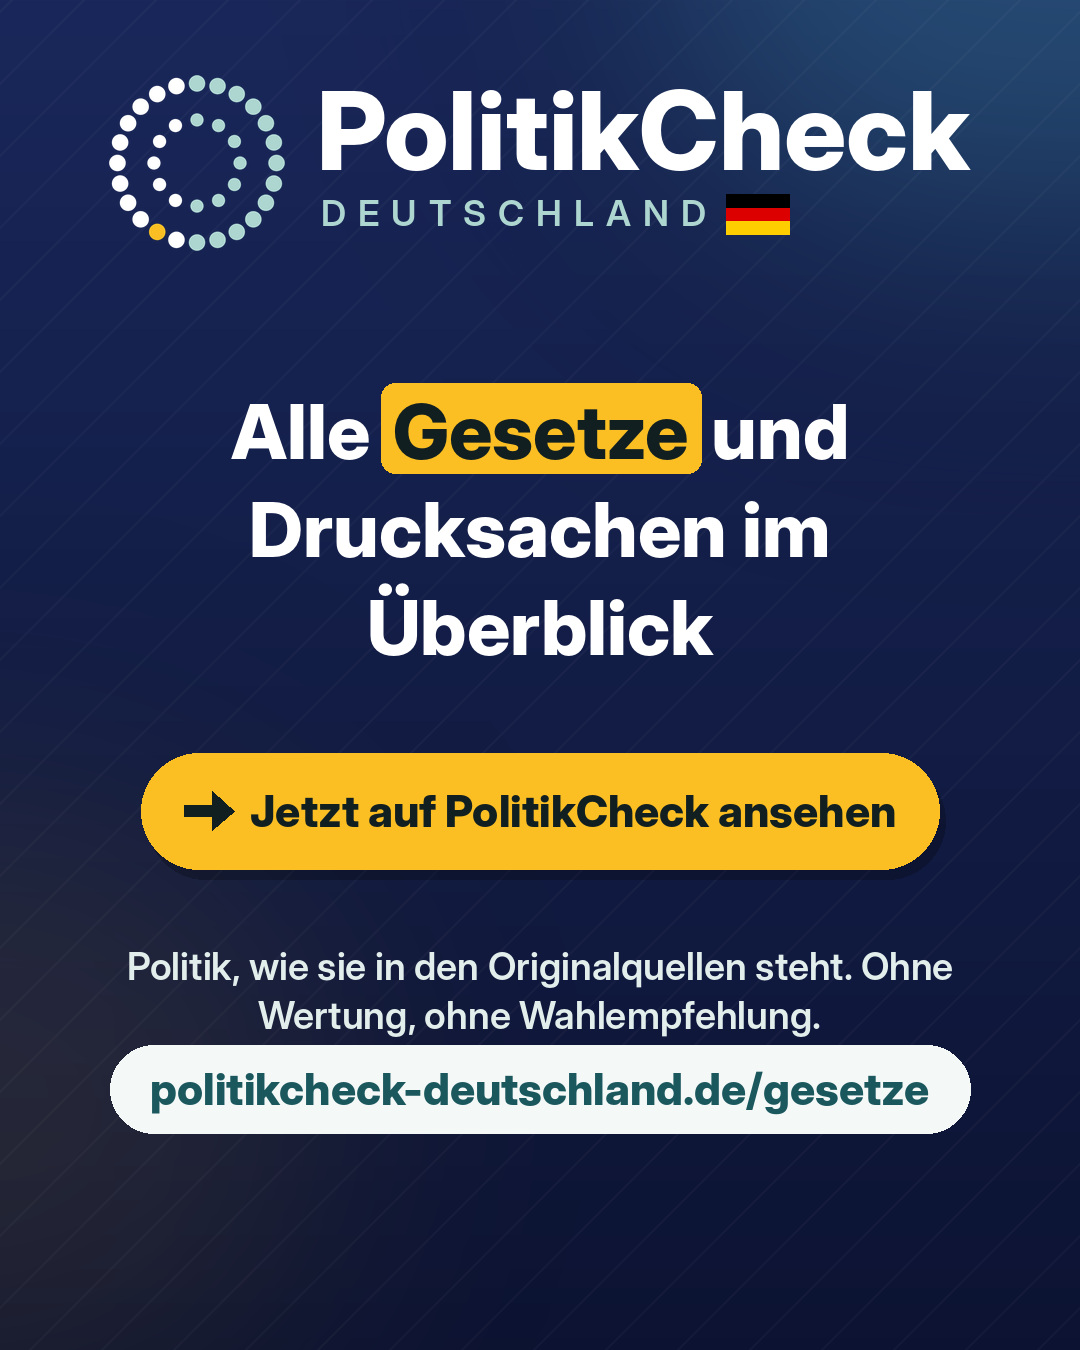 PolitikCheck
DEUTSCHLAND
Alle Gesetze und
Drucksachen im
Überblick
Jetzt auf PolitikCheck ansehen
Politik, wie sie in den Originalquellen steht. Ohne
Wertung, ohne Wahlempfehlung.
politikcheck-deutschland.de/gesetze